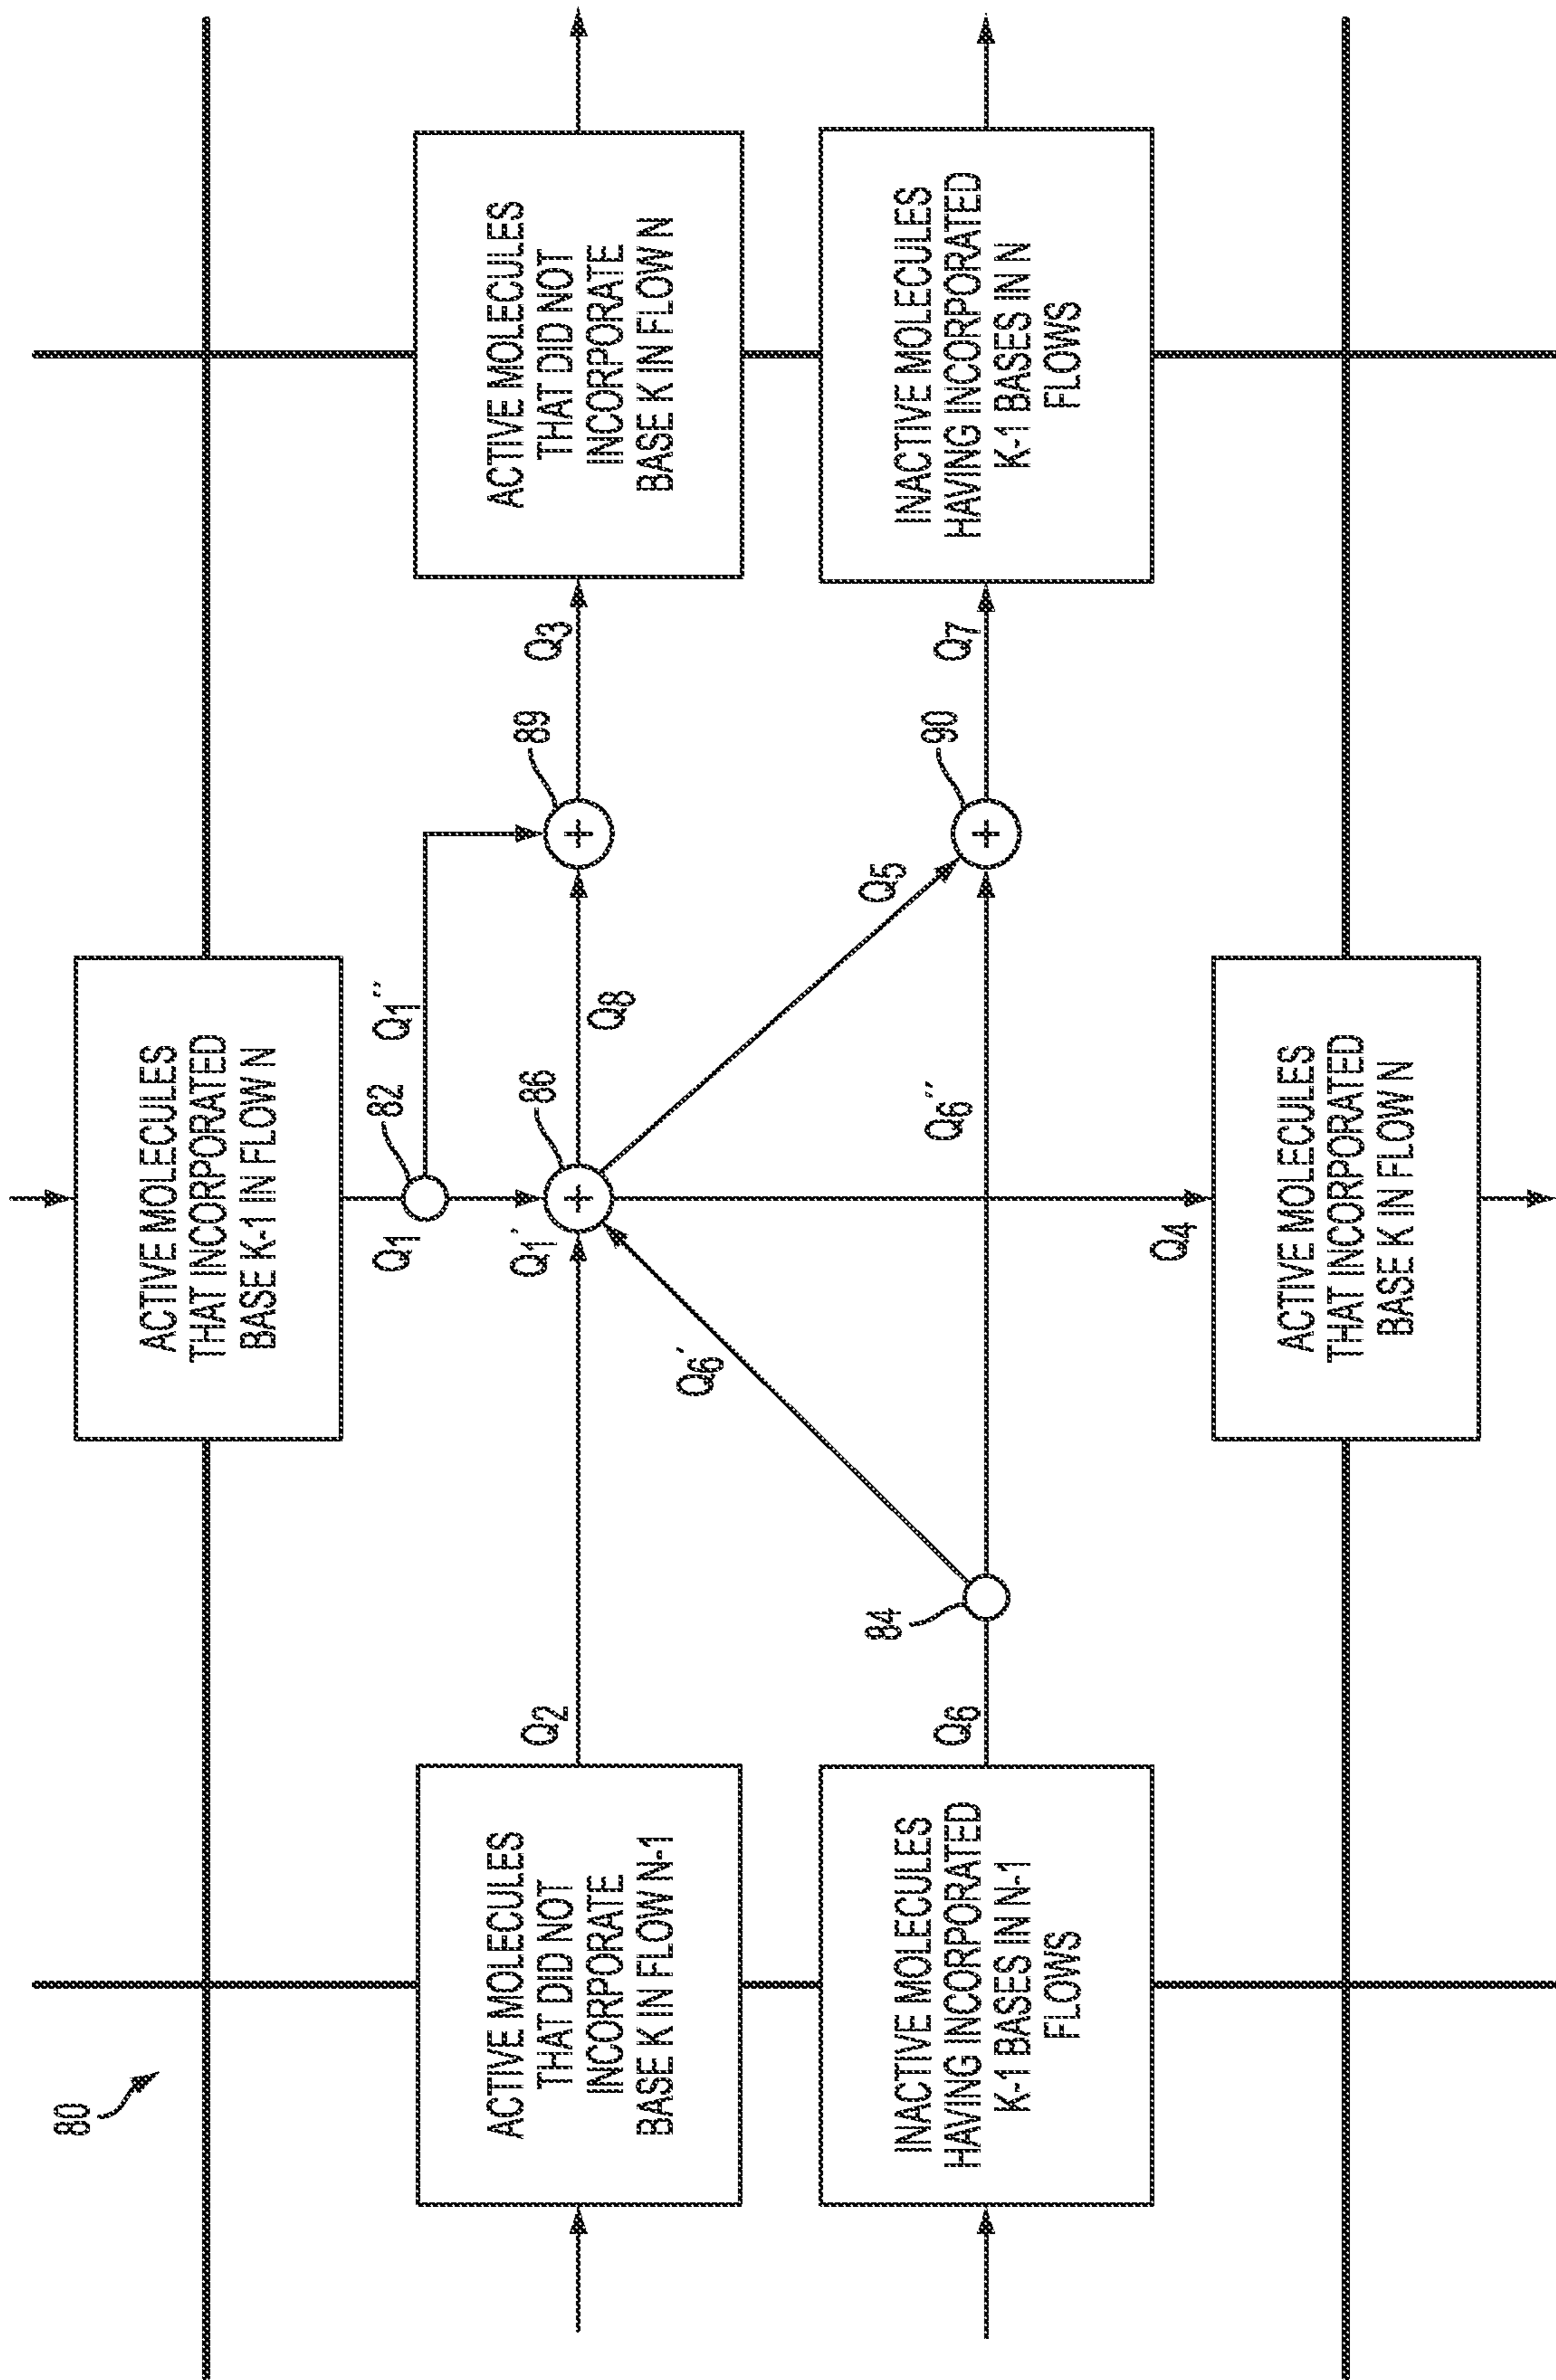 80
ACTIVE MOLECULES
THAT INCORPORATED
BASE K-1 IN FLOW N
Q1
82
Q1''
Q1'
86
ACTIVE MOLECULES
THAT DID NOT
INCORPORATE
BASE K IN FLOW N-1
Q2
Q8
89
Q3
ACTIVE MOLECULES
THAT DID NOT
INCORPORATE
BASE K IN FLOW N
Q6'
Q5
INACTIVE MOLECULES
HAVING INCORPORATED
K-1 BASES IN N-1
FLOWS
Q6
84
Q6''
90
Q7
INACTIVE MOLECULES
HAVING INCORPORATED
K-1 BASES IN N
FLOWS
Q4
ACTIVE MOLECULES
THAT INCORPORATED
BASE K IN FLOW N